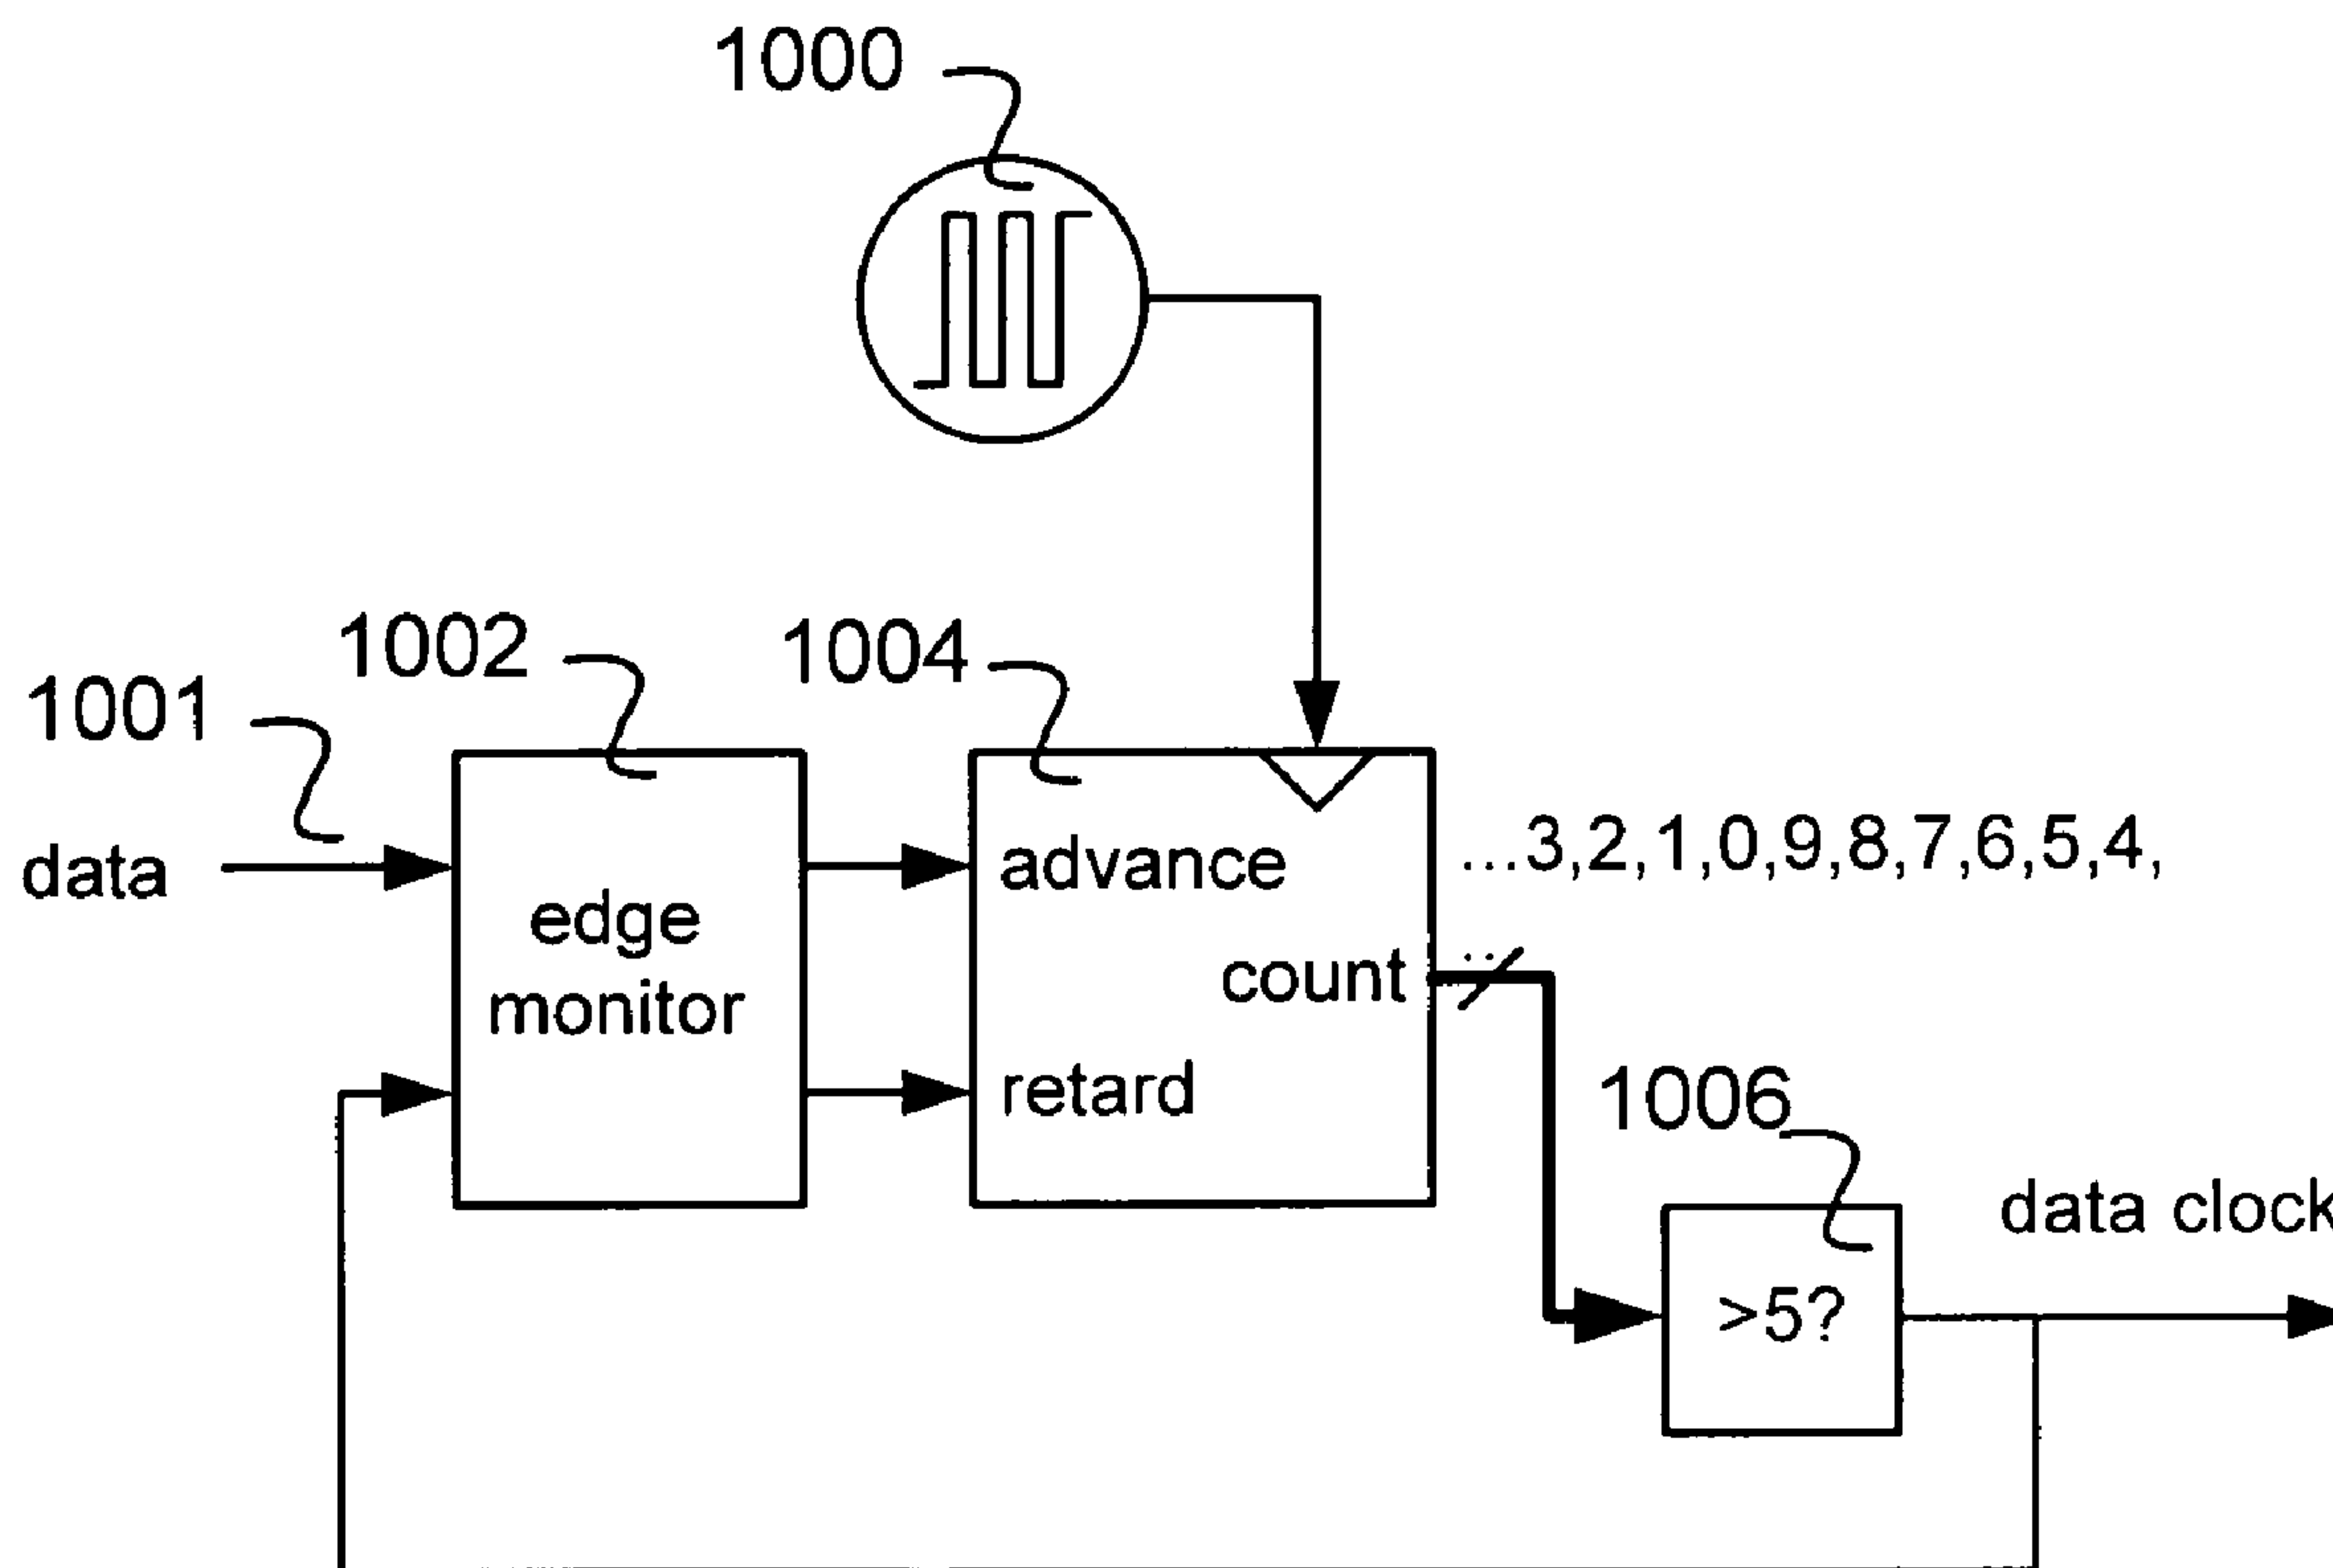 1000
1002
1004
1001
data
edge
monitor
advance
count
retard
...3,2,1,0,9,8,7,6,5,4,
1006
>5?
data clock